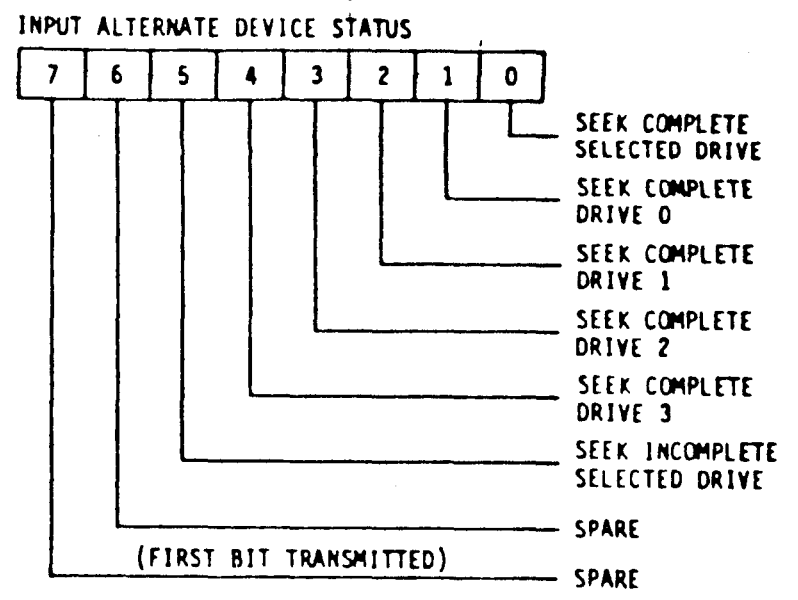 INPUT ALTERNATE DEVICE STATUS
7 6 5 4 3 2 1 0
SEEK COMPLETE
SELECTED DRIVE
SEEK COMPLETE
DRIVE 0
SEEK COMPLETE
DRIVE 1
SEEK COMPLETE
DRIVE 2
SEEK COMPLETE
DRIVE 3
SEEK INCOMPLETE
SELECTED DRIVE
SPARE
(FIRST BIT TRANSMITTED)
SPARE